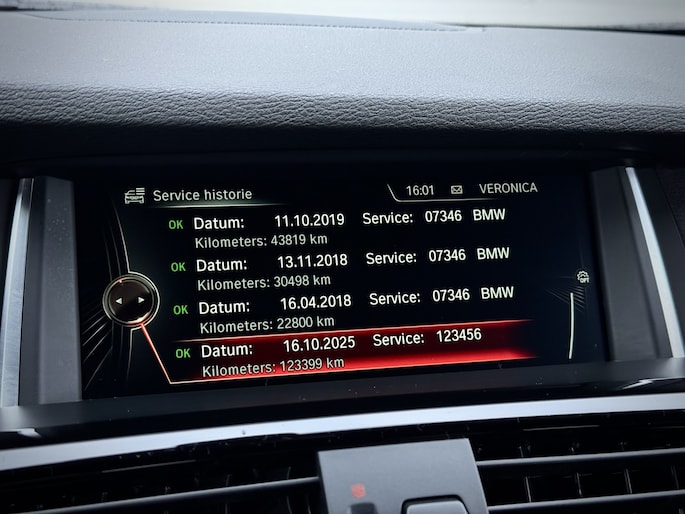 Service historie 16:01 VERONICA
OK Datum: 11.10.2019 Service: 07346 BMW
Kilometers: 43819 km
OK Datum: 13.11.2018 Service: 07346 BMW
Kilometers: 30498 km
OK Datum: 16.04.2018 Service: 07346 BMW
Kilometers: 22800 km
OPT
OK Datum: 16.10.2025 Service: 123456
Kilometers: 123399 km